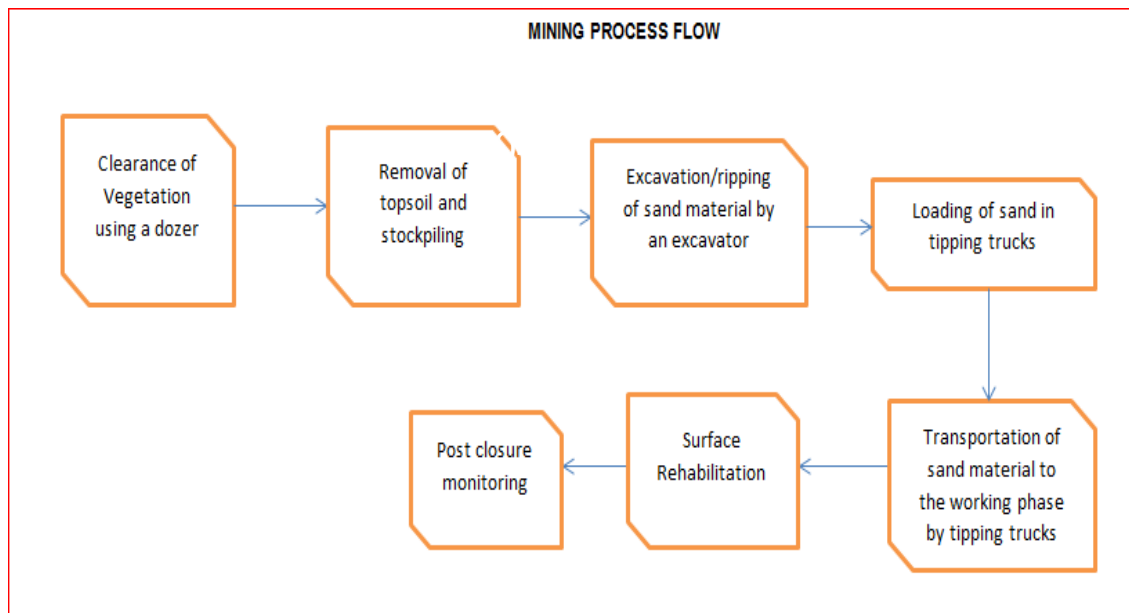 MINING PROCESS FLOW
Clearance of
Vegetation
using a dozer
Removal of
topsoil and
stockpiling
Excavation/ripping
of sand material by
an excavator
Loading of sand in
tipping trucks
Transportation of
sand material to
the working phase
by tipping trucks
Surface
Rehabilitation
Post closure
monitoring